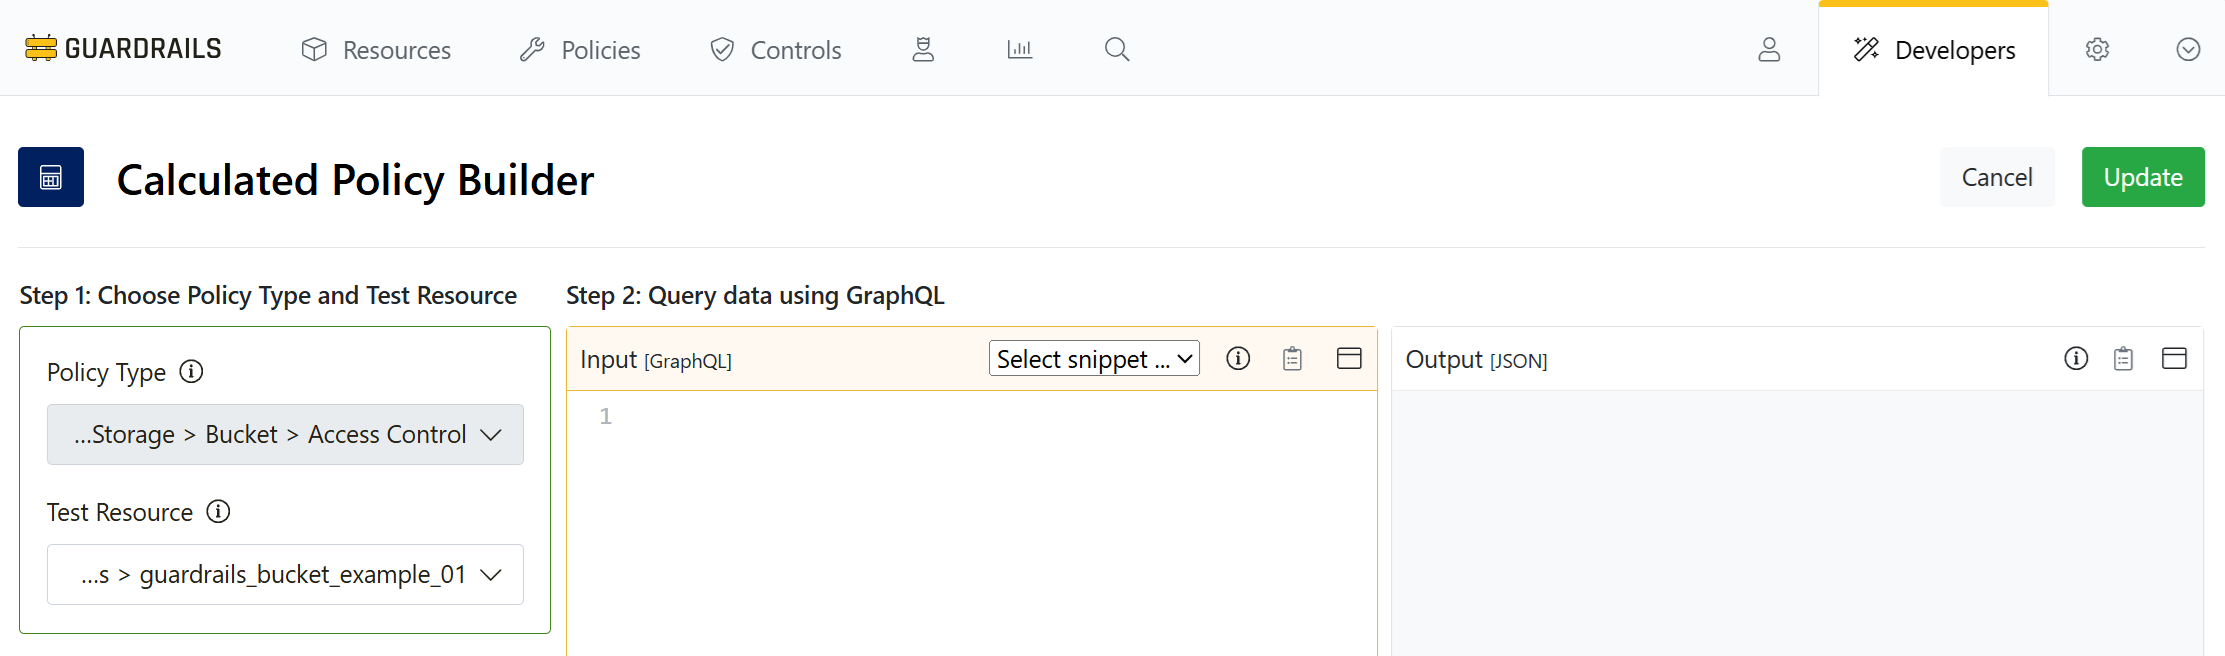 GUARDRAILS Resources Policies Controls Developers
Calculated Policy Builder Cancel Update
Step 1: Choose Policy Type and Test Resource Step 2: Query data using GraphQL
Policy Type
...Storage > Bucket > Access Control
Test Resource
...s > guardrails_bucket_example_01
Input [GraphQL] Select snippet ...
1
Output [JSON]